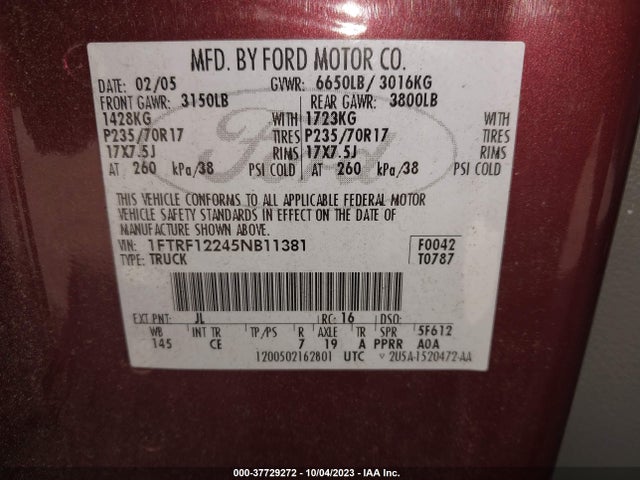 MFD. BY FORD MOTOR CO.
DATE: 02/05 GVWR: 6650LB/ 3016KG
FRONT GAWR: 3150LB REAR GAWR: 3800LB
1428KG WITH 1723KG WITH
P235/70R17 TIRES P235/70R17 TIRES
17X7.5J RIMS 17X7.5J RIMS
AT 260 kPa/38 PSI COLD AT 260 kPa/38 PSI COLD
Ford
THIS VEHICLE CONFORMS TO ALL APPLICABLE FEDERAL MOTOR
VEHICLE SAFETY STANDARDS IN EFFECT ON THE DATE OF
MANUFACTURE SHOWN ABOVE.
VIN: 1FTRF12245NB11381 F0042
TYPE: TRUCK T0787
EXT PNT: JL RC: 16 DSO:
WB INT TR TP/PS R AXLE TR SPR 5F612
145 CE 7 19 A PPRR A0A
1200502162801 UTC 2U5A-1520472-AA
000-37729272 - 10/04/2023 - IAA Inc.